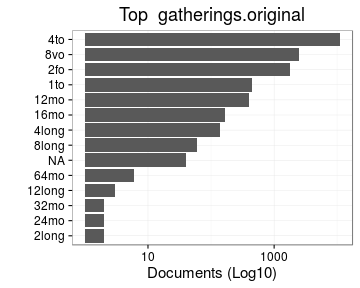 Top gatherings.original
4to
8vo
2fo
1to
12mo
16mo
4long
8long
NA
64mo
12long
32mo
24mo
2long
10 1000
Documents (Log10)